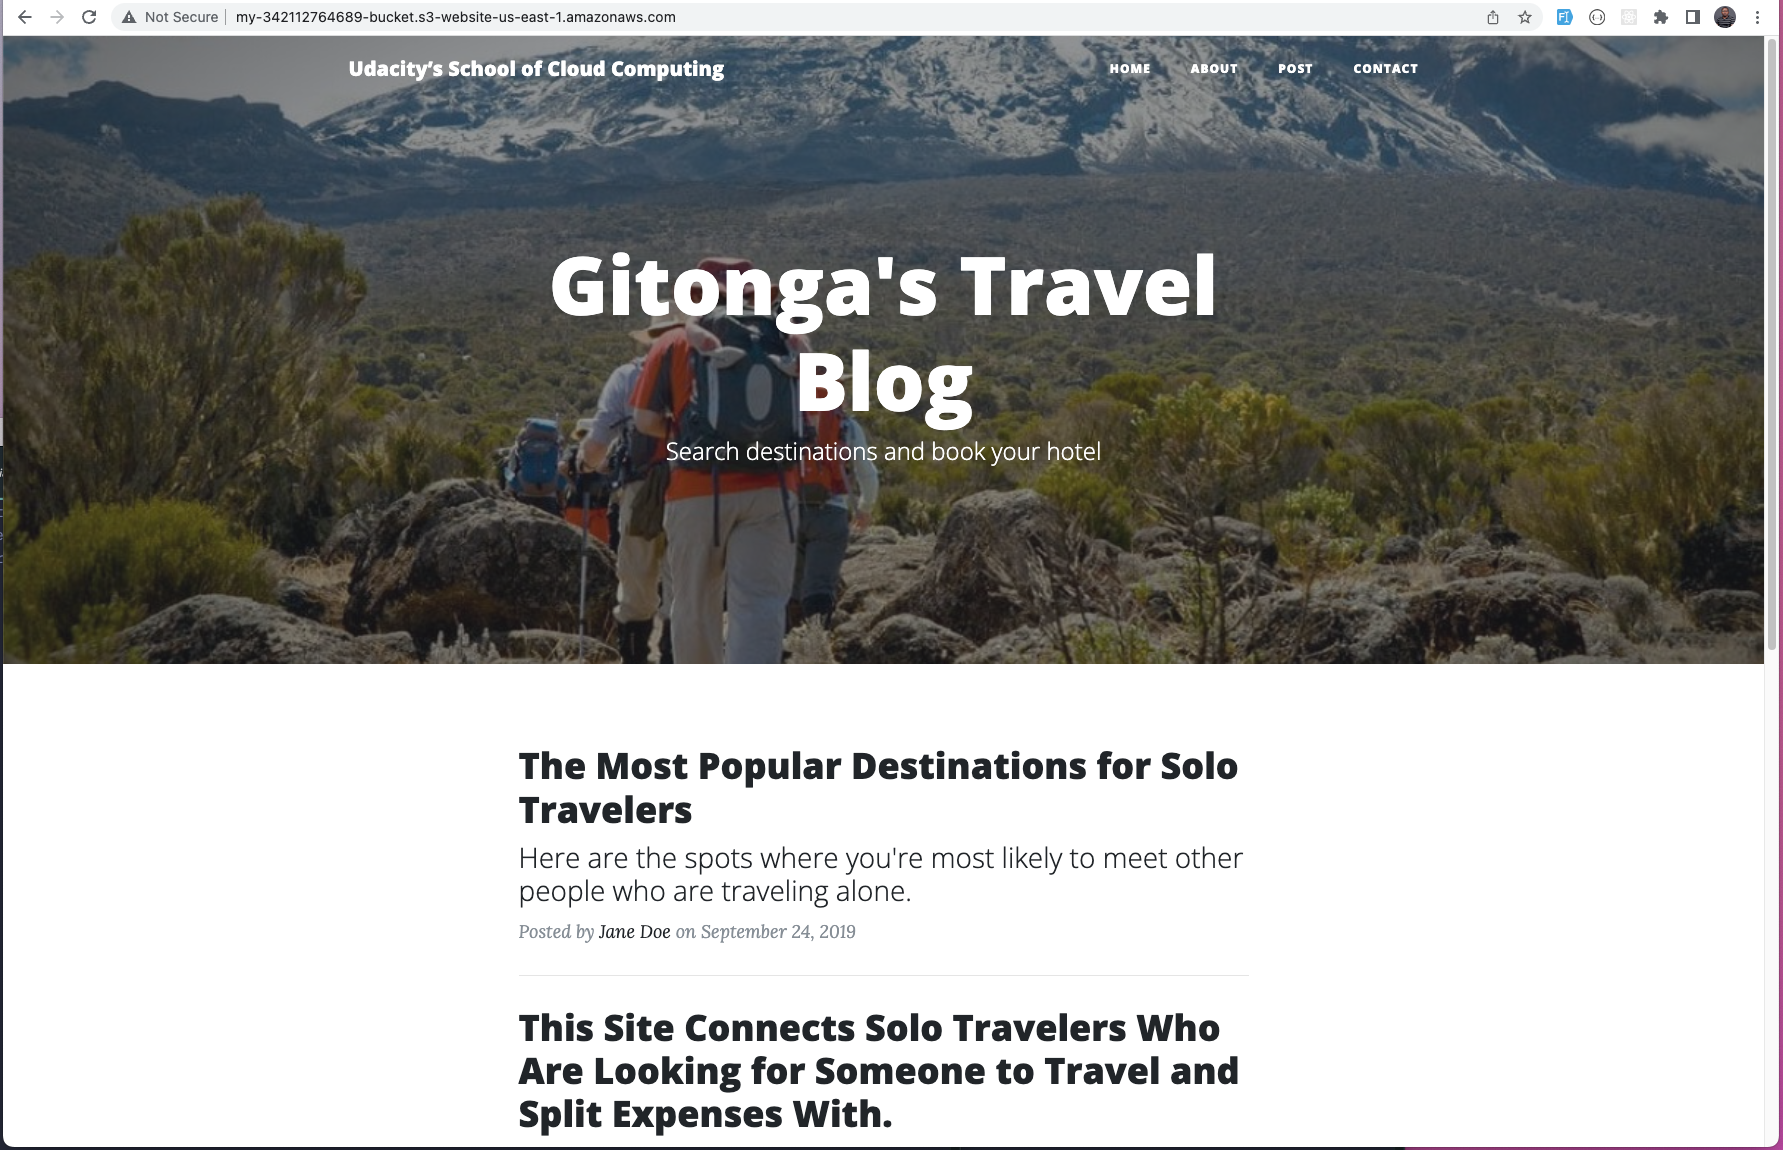 Not Secure my-342112764689-bucket.s3-website-us-east-1.amazonaws.com
Udacity’s School of Cloud Computing
HOME ABOUT POST CONTACT
Gitonga's Travel
Blog
Search destinations and book your hotel
The Most Popular Destinations for Solo
Travelers
Here are the spots where you're most likely to meet other
people who are traveling alone.
Posted by Jane Doe on September 24, 2019
This Site Connects Solo Travelers Who
Are Looking for Someone to Travel and
Split Expenses With.